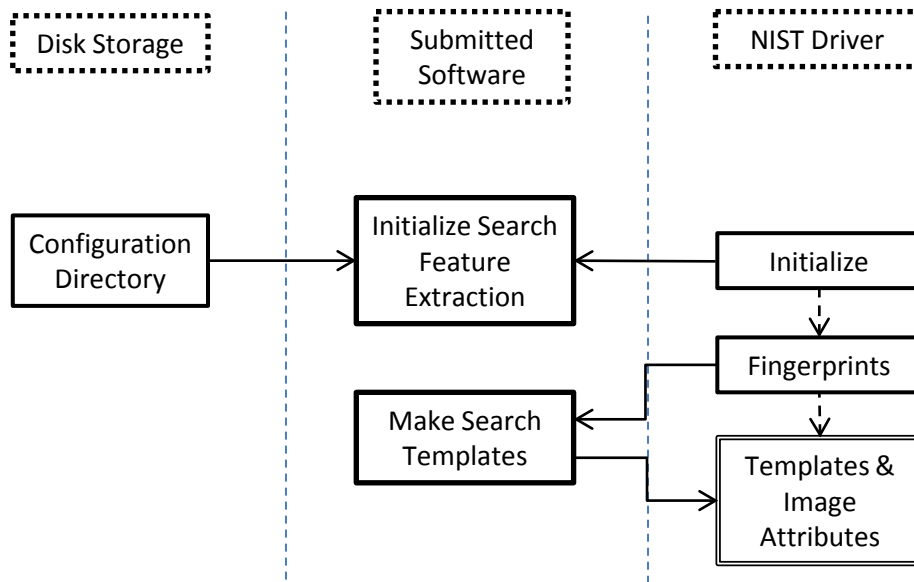 Disk Storage
Submitted
Software
NIST Driver
Configuration
Directory
Initialize Search
Feature
Extraction
Initialize
Fingerprints
Make Search
Templates
Templates &
Image
Attributes